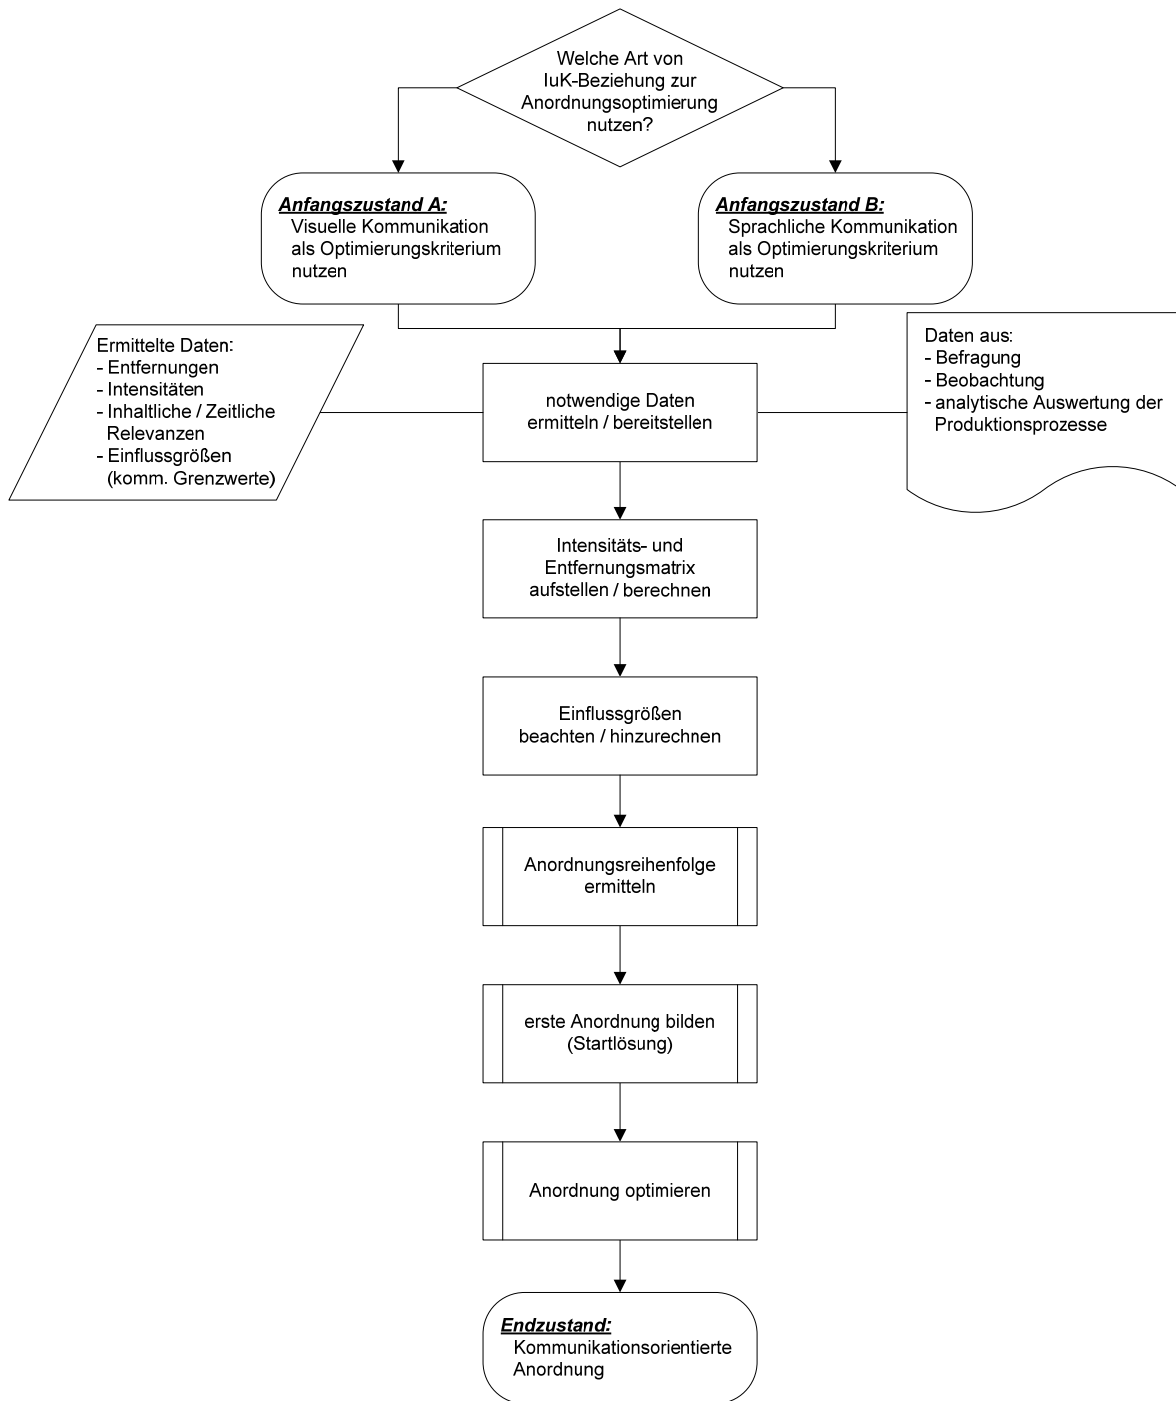 Welche Art von
IuK-Beziehung zur
Anordnungsoptimierung
nutzen?
Anfangszustand A:
Visuelle Kommunikation
als Optimierungskriterium
nutzen
Anfangszustand B:
Sprachliche Kommunikation
als Optimierungskriterium
nutzen
Ermittelte Daten:
- Entfernungen
- Intensitäten
- Inhaltliche / Zeitliche
Relevanzen
- Einflussgrößen
(komm. Grenzwerte)
notwendige Daten
ermitteln / bereitstellen
Daten aus:
- Befragung
- Beobachtung
- analytische Auswertung der
Produktionsprozesse
Intensitäts- und
Entfernungsmatrix
aufstellen / berechnen
Einflussgrößen
beachten / hinzurechnen
Anordnungsreihenfolge
ermitteln
erste Anordnung bilden
(Startlösung)
Anordnung optimieren
Endzustand:
Kommunikationsorientierte
Anordnung